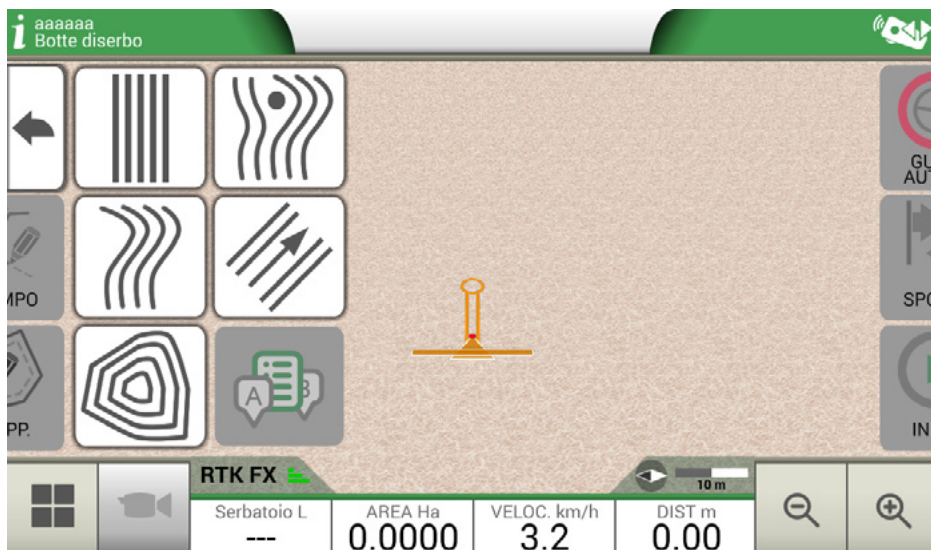 aaaaaa
Botte diserbo
GU
AUT
MPO
SPO
A
B
PP.
IN
RTK FX
10 m
Serbatoio L
---
AREA Ha
0.0000
VELOC. km/h
3.2
DIST m
0.00